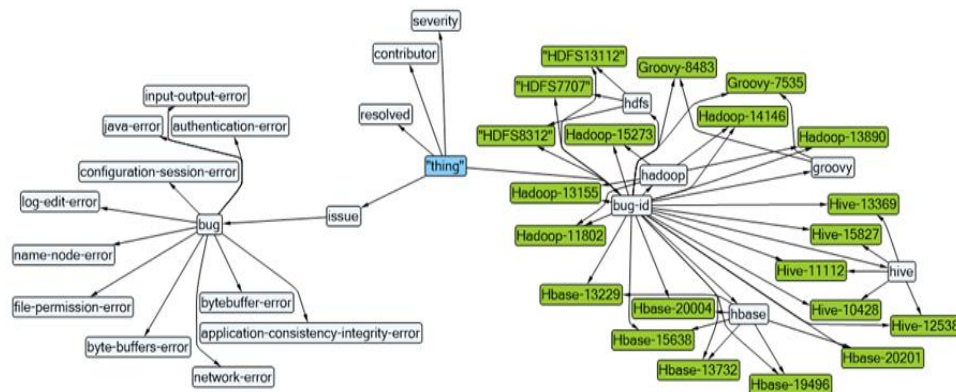 severity
contributor
"HDFS13112"
Groovy-8483
"HDFS7707"
Groovy-7535
input-output-error
hdfs
java-error
authentication-error
resolved
Hadoop-14146
"HDFS8312"
Hadoop-15273
Hadoop-13890
"thing"
groovy
configuration-session-error
hadoop
Hadoop-13155
log-edit-error
bug-id
Hive-13369
issue
bug
Hadoop-11802
Hive-15827
name-node-error
Hive-11112
hive
Hbase-13229
file-permission-error
bytebuffer-error
Hbase-20004
hbase
Hive-10428
Hive-12538
application-consistency-integrity-error
Hbase-15638
byte-buffers-error
Hbase-20201
Hbase-13732
network-error
Hbase-19496